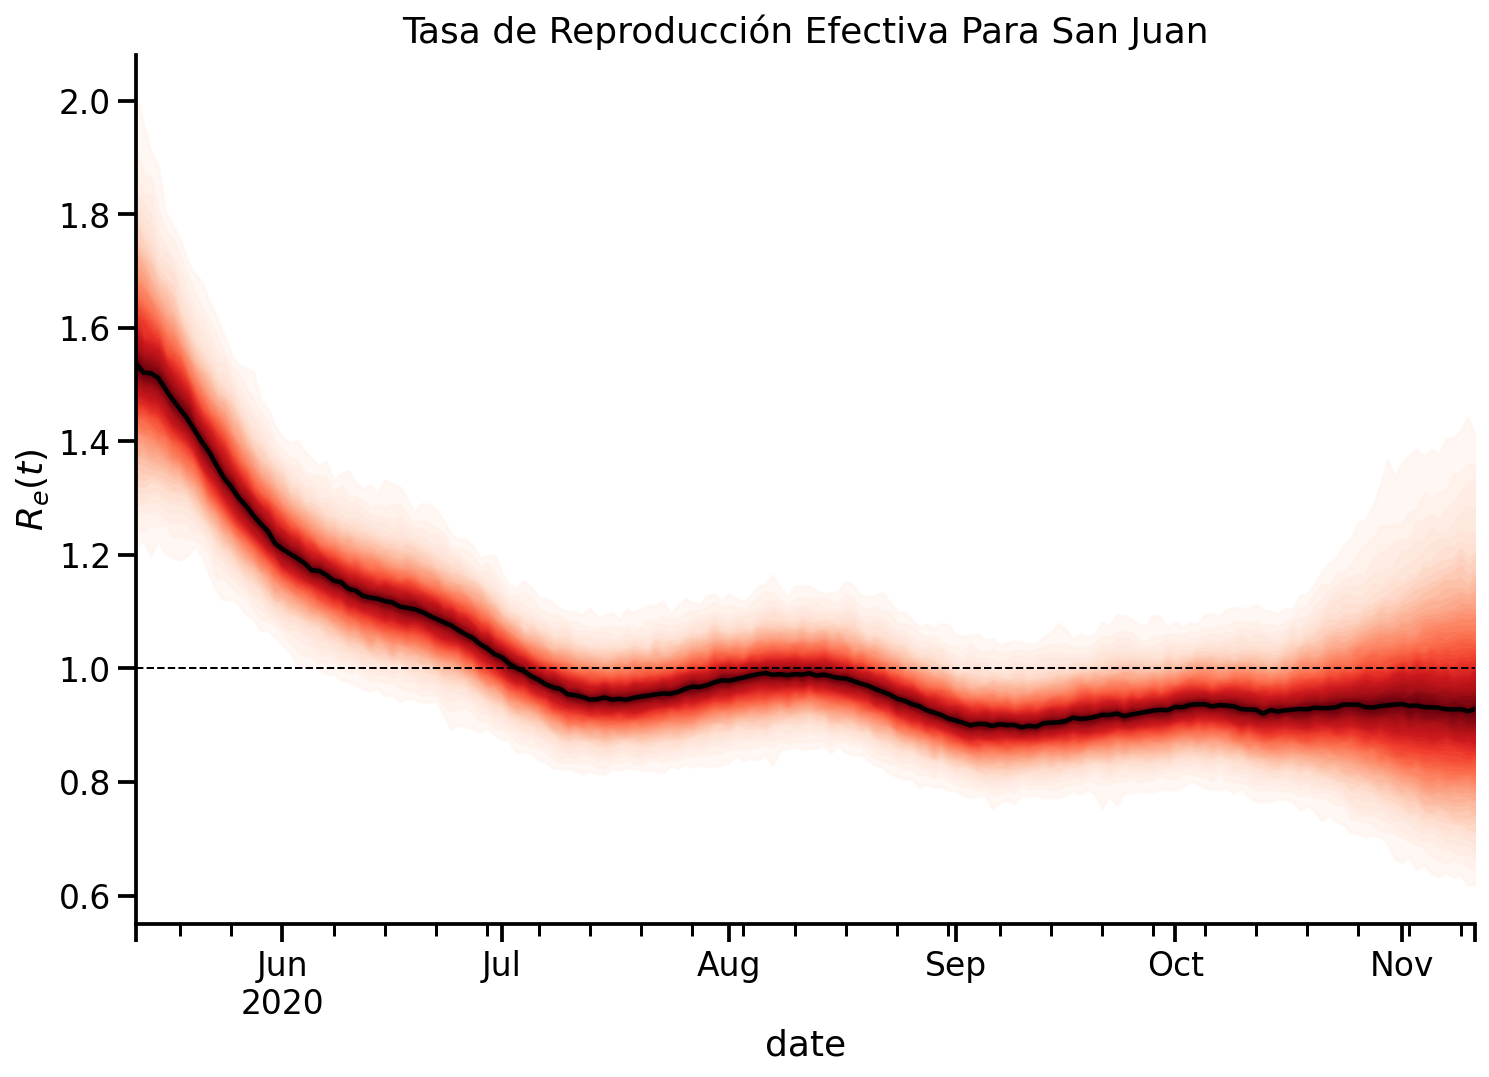 Tasa de Reproducción Efectiva Para San Juan
2.0
1.8
1.6
1.4
1.2
1.0
0.8
0.6
Rₑ(t)
Jun Jul Aug Sep Oct Nov
2020
date